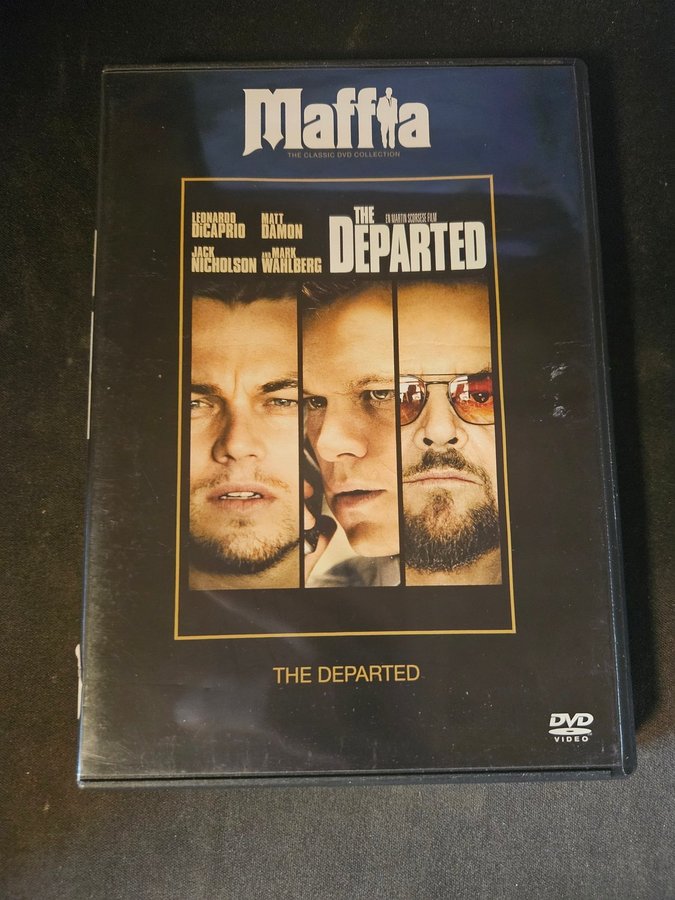 Maffia
THE CLASSIC DVD COLLECTION
LEONARDO DiCAPRIO
MATT DAMON
JACK NICHOLSON
AND MARK WAHLBERG
EN MARTIN SCORSESE FILM
THE DEPARTED
THE DEPARTED
DVD
VIDEO